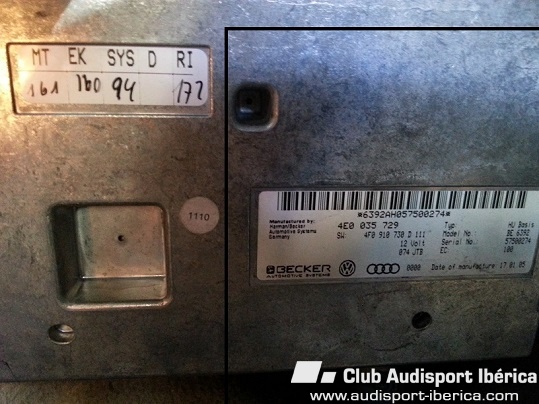 MT EK SYS D RI
161 160 94 172
1110
*6392AH057500274*
Manufactured by:
Harman/Becker
Automotive Systems
Germany
4E0 035 729
Typ: HU Basis
SW: 4F0 910 730 D 111
Model No. BE 6392
12 Volt
Serial No. 57500274
074 JTB
EC: 100
BECKER
AUTOMOTIVE SYSTEMS
0000
Date of manufacture: 17 01 05
Club Audisport Ibérica
www.audisport-iberica.com